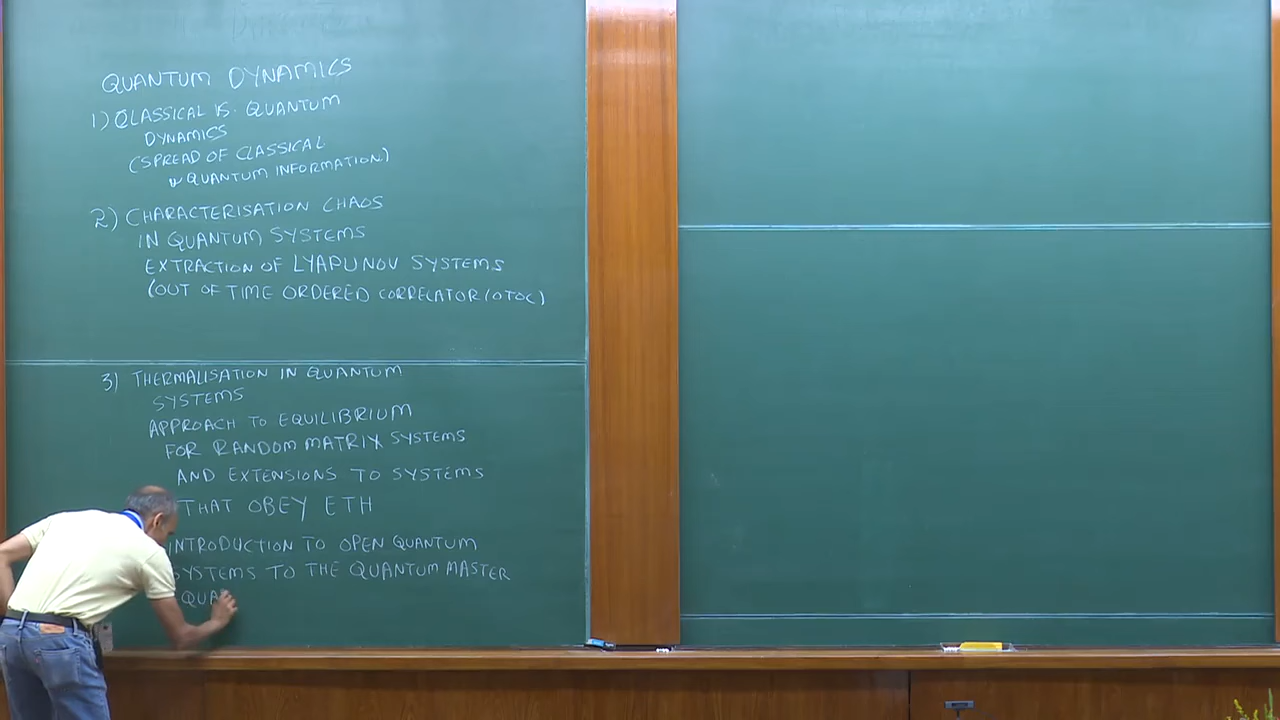 QUANTUM DYNAMICS
1) CLASSICAL VS. QUANTUM
DYNAMICS
(SPREAD OF CLASSICAL
QUANTUM INFORMATION)
2) CHARACTERISATION CHAOS
IN QUANTUM SYSTEMS
EXTRACTION OF LYAPUNOV SYSTEMS
(OUT OF TIME ORDERED CORRELATOR/OTOC)
3) THERMALISATION IN QUANTUM
SYSTEMS
APPROACH TO EQUILIBRIUM
FOR RANDOM MATRIX SYSTEMS
AND EXTENSIONS TO SYSTEMS
THAT OBEY ETH
INTRODUCTION TO OPEN QUANTUM
SYSTEMS TO THE QUANTUM MASTER
QUA